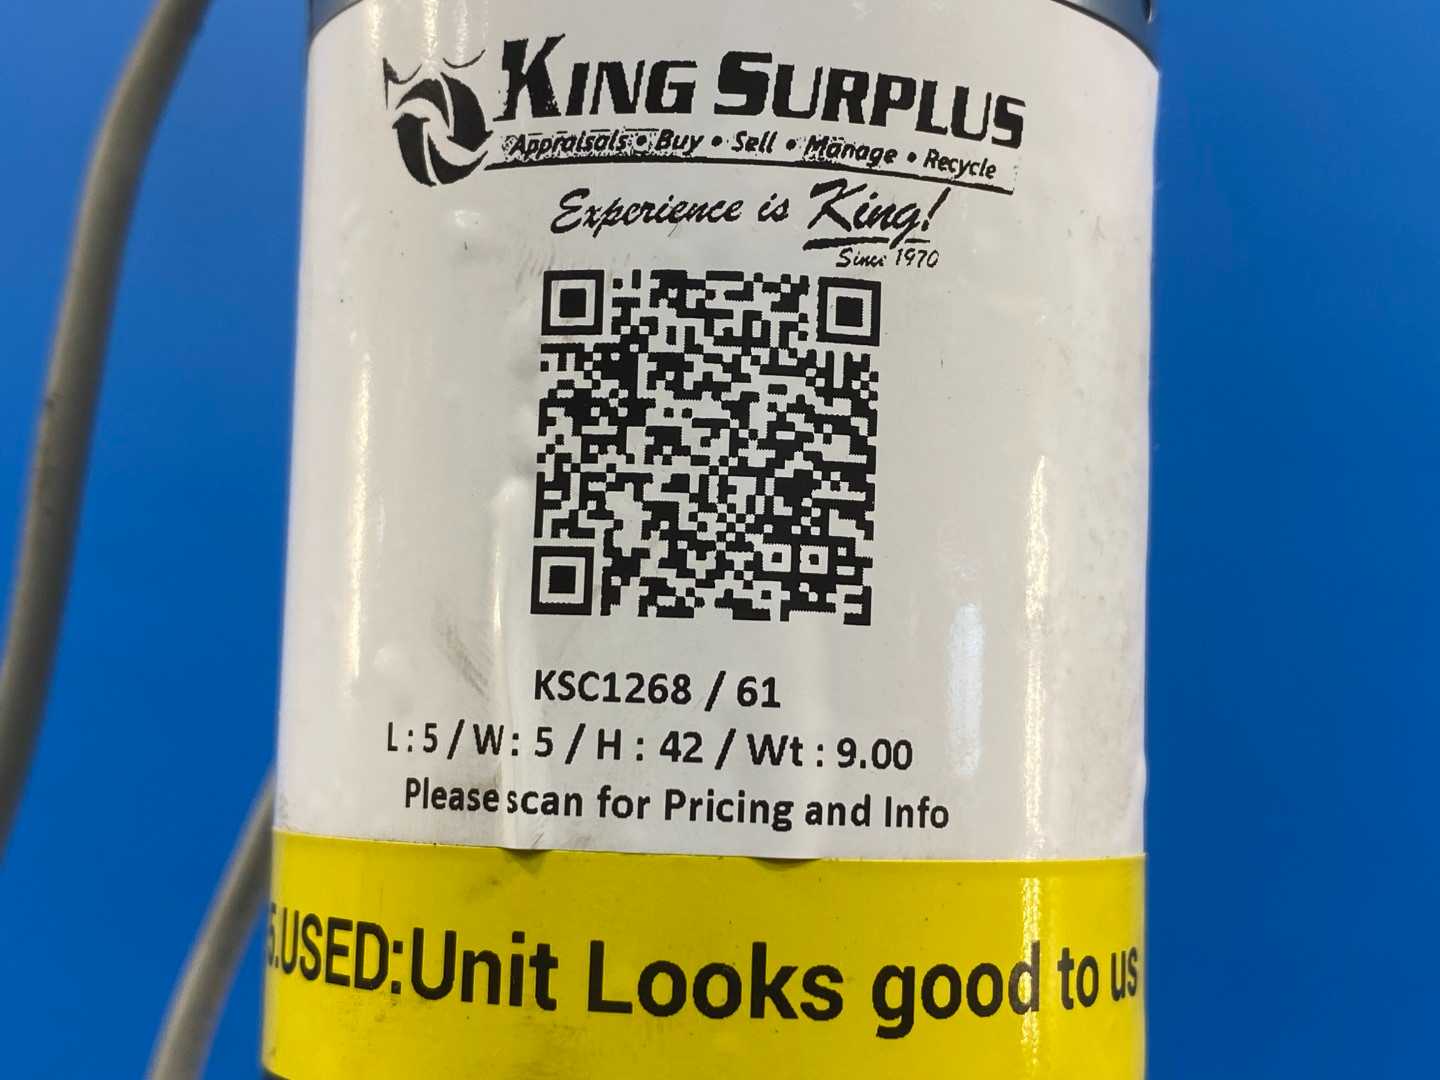 KING SURPLUS
Appraisals • Buy • Sell • Manage • Recycle
Experience is King!
Since 1970
KSC1268 / 61
L : 5 / W : 5 / H : 42 / Wt : 9.00
Please scan for Pricing and Info
5.USED:Unit Looks good to us